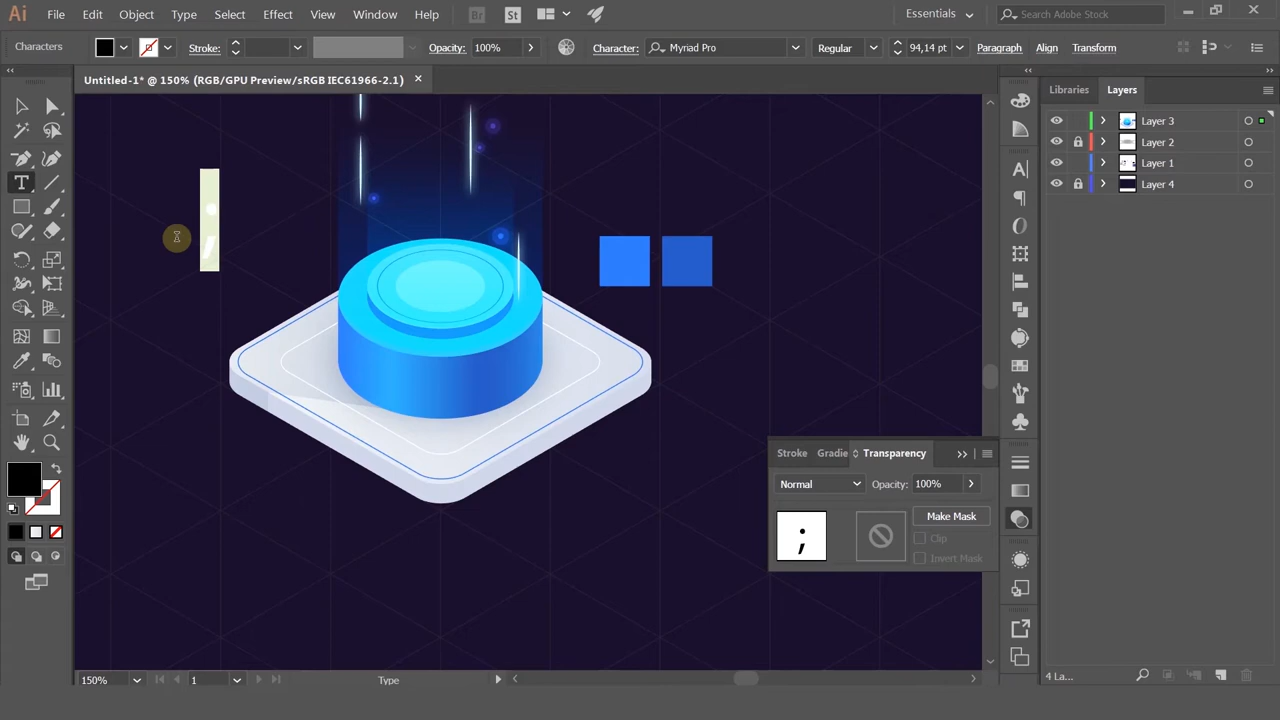 Ai File Edit Object Type Select Effect View Window Help Br St Essentials Search Adobe Stock
Characters Stroke: Opacity: 100% Character: Myriad Pro Regular 94,14 pt Paragraph Align Transform
Untitled-1* @ 150% (RGB/GPU Preview/sRGB IEC61966-2.1)
Libraries Layers
Layer 3
Layer 2
Layer 1
Layer 4
;
Stroke Gradie Transparency
Normal Opacity: 100%
Make Mask
;
Clip
Invert Mask
150% 1 Type
4 La...